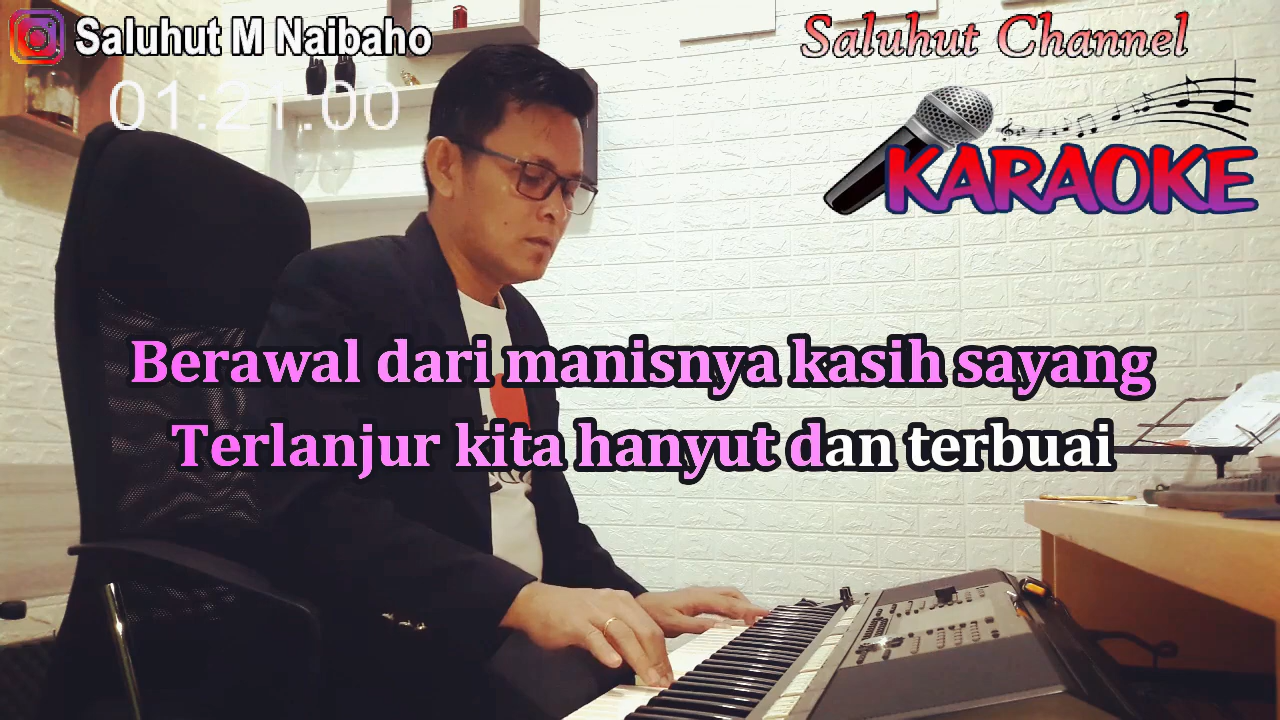 Saluhut M Naibaho
01:21:00
Saluhut Channel
KARAOKE
Berawal dari manisnya kasih sayang
Terlanjur kita hanyut dan terbuai